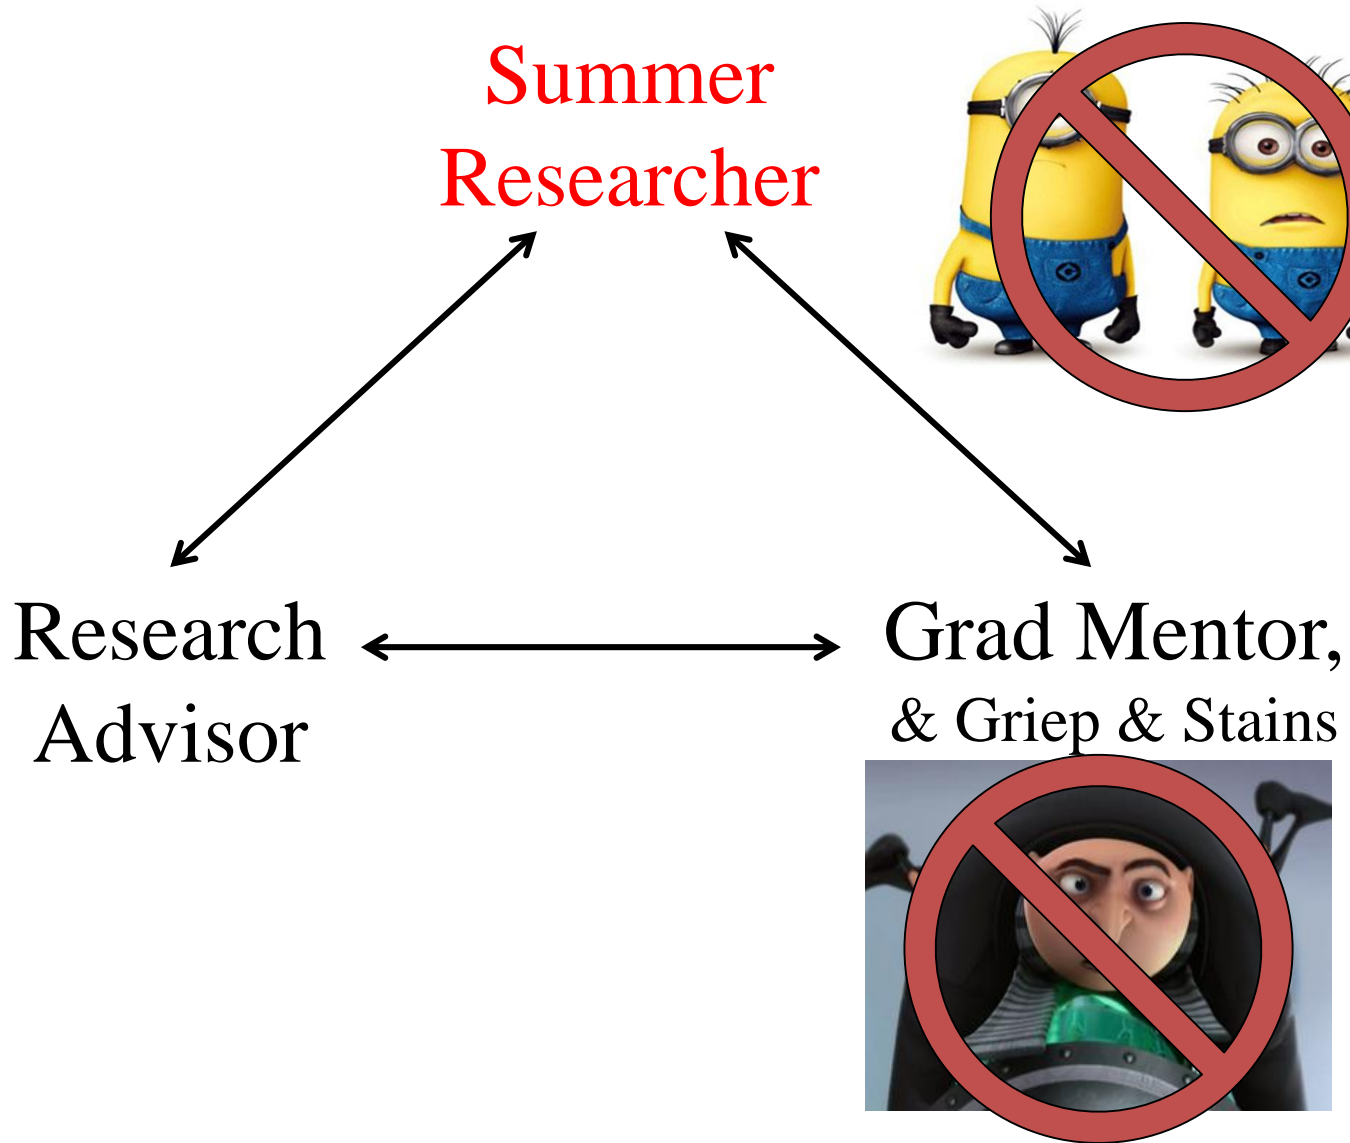 Summer
Researcher
Research
Advisor
Grad Mentor,
& Griep & Stains